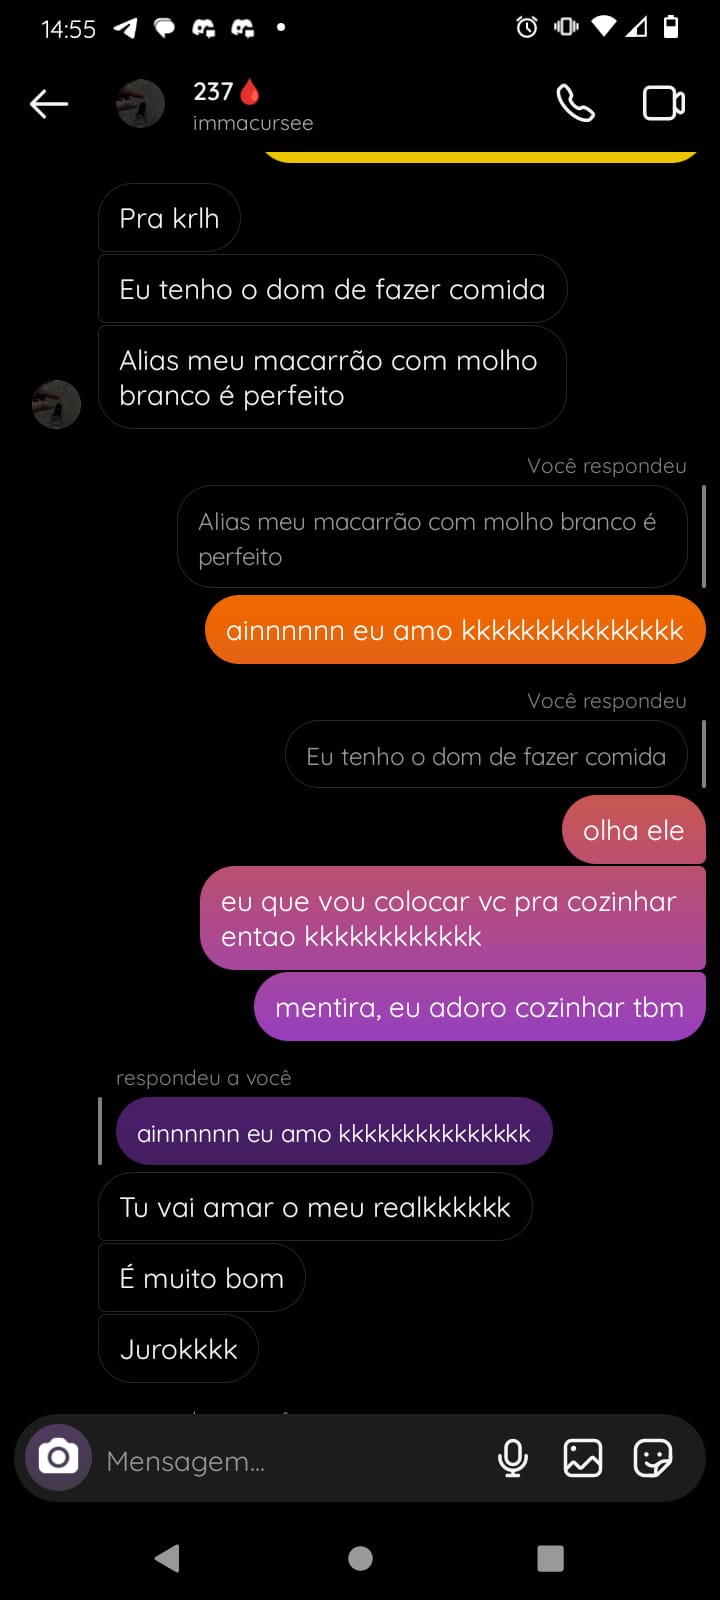 14:55
237🩸
immacursee
Pra krlh
Eu tenho o dom de fazer comida
Alias meu macarrão com molho
branco é perfeito
Você respondeu
Alias meu macarrão com molho branco é
perfeito
ainnnnnn eu amo kkkkkkkkkkkkkkk
Você respondeu
Eu tenho o dom de fazer comida
olha ele
eu que vou colocar vc pra cozinhar
entao kkkkkkkkkkkk
mentira, eu adoro cozinhar tbm
respondeu a você
ainnnnnn eu amo kkkkkkkkkkkkkkk
Tu vai amar o meu realkkkkkk
É muito bom
Jurokkkk
Mensagem...